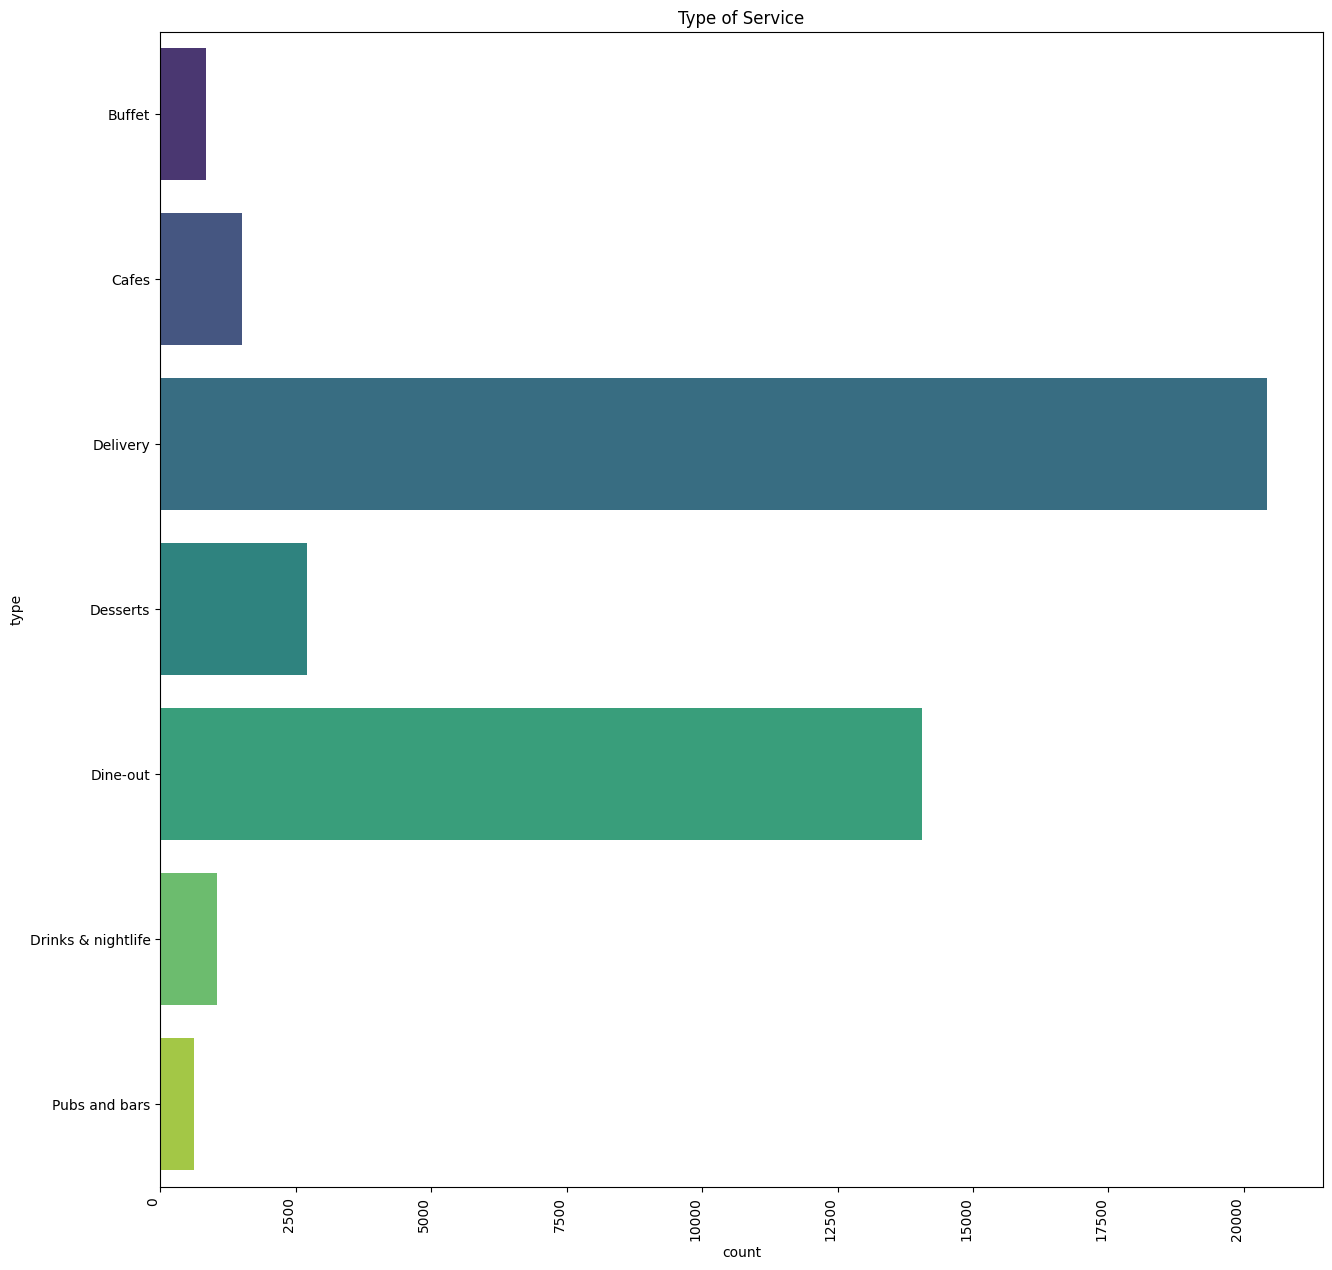 Type of Service
Buffet
Cafes
Delivery
Desserts
Dine-out
Drinks & nightlife
Pubs and bars
type
0
2500
5000
7500
10000
12500
15000
17500
20000
count